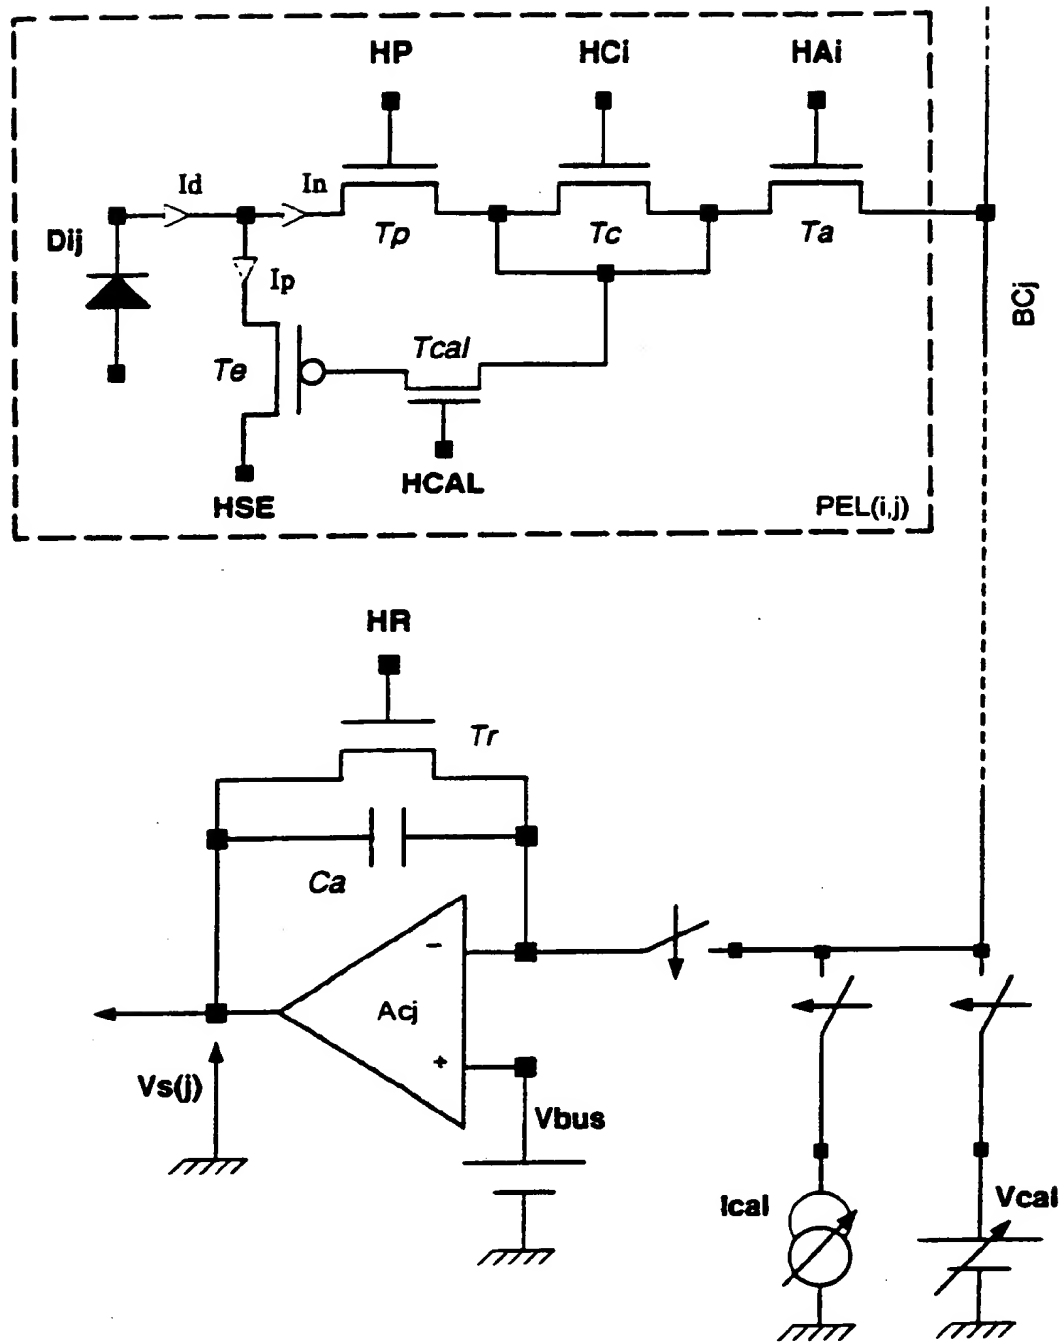 HP
HCi
HAi
Id
In
Dij
Tp
Tc
Ta
Ip
BCj
Te
Tcal
HSE
HCAL
PEL(i,j)
HR
Tr
Ca
-
Acj
+
Vs(j)
Vbus
Ical
Vcal